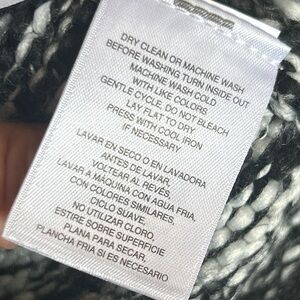 DRY CLEAN OR MACHINE WASH
BEFORE WASHING TURN INSIDE OUT
MACHINE WASH COLD
WITH LIKE COLORS
GENTLE CYCLE. DO NOT BLEACH
LAY FLAT TO DRY
PRESS WITH COOL IRON
IF NECESSARY
LAVAR EN SECO O EN LAVADORA
ANTES DE LAVAR,
VOLTEAR AL REVÉS.
LAVAR A MÁQUINA CON AGUA FRIA,
CON COLORES SIMILARES,
CICLO SUAVE.
NO UTILIZAR CLORO
ESTIRE SOBRE SUPERFICIE
PLANA PARA SECAR.
PLANCHA FRIA SI ES NECESARIO